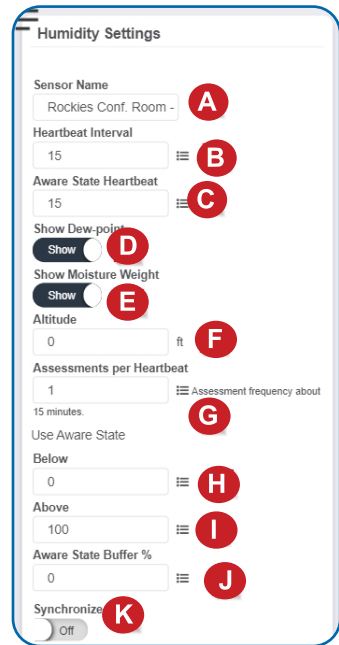 Humidity Settings
Sensor Name
Rockies Conf. Room -
A
Heartbeat Interval
15
B
Aware State Heartbeat
15
C
Show Dew-point
Show
D
Show Moisture Weight
Show
E
Altitude
0 ft
F
Assessments per Heartbeat
1 Assessment frequency about
15 minutes.
G
Use Aware State
Below
0
H
Above
100
I
Aware State Buffer %
0
J
Synchronize
K
Off